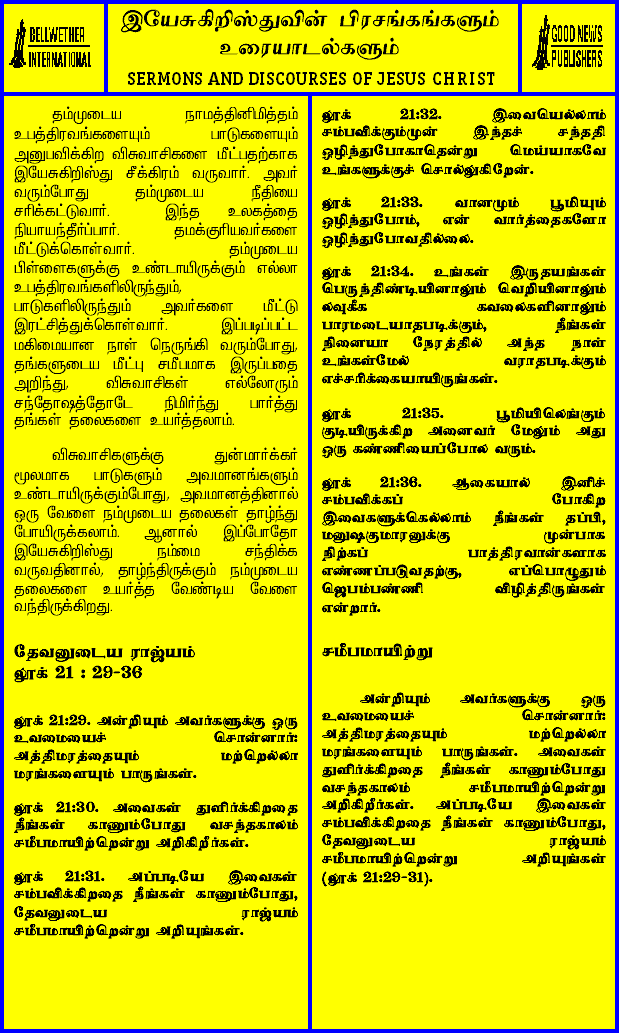 BELLWETHER
INTERNATIONAL
இயேசுகிறிஸ்துவின் பிரசங்கங்களும்
உரையாடல்களும்
SERMONS AND DISCOURSES OF JESUS CHRIST
GOOD NEWS
PUBLISHERS
தம்முடைய நாமத்தினிமித்தம்
உபத்திரவங்களையும் பாடுகளையும்
அனுபவிக்கிற விசுவாசிகளை மீட்பதற்காக
இயேசுகிறிஸ்து சீக்கிரம் வருவார். அவர்
வரும்போது தம்முடைய நீதியை
சரிக்கட்டுவார். இந்த உலகத்தை
நியாயந்தீர்ப்பார். தமக்குரியவர்களை
மீட்டுக்கொள்வார். தம்முடைய
பிள்ளைகளுக்கு உண்டாயிருக்கும் எல்லா
உபத்திரவங்களிலிருந்தும்,
பாடுகளிலிருந்தும் அவர்களை மீட்டு
இரட்சித்துக்கொள்வார். இப்படிப்பட்ட
மகிமையான நாள் நெருங்கி வரும்போது,
தங்களுடைய மீட்பு சமீபமாக இருப்பதை
அறிந்து, விசுவாசிகள் எல்லோரும்
சந்தோஷத்தோடே நிமிர்ந்து பார்த்து
தங்கள் தலைகளை உயர்த்தலாம்.
விசுவாசிகளுக்கு துன்மார்க்கர்
மூலமாக பாடுகளும் அவமானங்களும்
உண்டாயிருக்கும்போது, அவமானத்தினால்
ஒரு வேளை நம்முடைய தலைகள் தாழ்ந்து
போயிருக்கலாம். ஆனால் இப்போதோ
இயேசுகிறிஸ்து நம்மை சந்திக்க
வருவதினால், தாழ்ந்திருக்கும் நம்முடைய
தலைகளை உயர்த்த வேண்டிய வேளை
வந்திருக்கிறது.
தேவனுடைய ராஜ்யம்
லூக் 21 : 29-36
லூக் 21:29. அன்றியும் அவர்களுக்கு ஒரு
உவமையைச் சொன்னார்:
அத்திமரத்தையும் மற்றெல்லா
மரங்களையும் பாருங்கள்.
லூக் 21:30. அவைகள் துளிர்க்கிறதை
நீங்கள் காணும்போது வசந்தகாலம்
சமீபமாயிற்றென்று அறிகிறீர்கள்.
லூக் 21:31. அப்படியே இவைகள்
சம்பவிக்கிறதை நீங்கள் காணும்போது,
தேவனுடைய ராஜ்யம்
சமீபமாயிற்றென்று அறியுங்கள்.
லூக் 21:32. இவையெல்லாம்
சம்பவிக்குமுன் இந்தச் சந்ததி
ஒழிந்துபோகாதென்று மெய்யாகவே
உங்களுக்குச் சொல்லுகிறேன்.
லூக் 21:33. வானமும் பூமியும்
ஒழிந்துபோம், என் வார்த்தைகளோ
ஒழிந்துபோவதில்லை.
லூக் 21:34. உங்கள் இருதயங்கள்
பெருந்திண்டியினாலும் வெறியினாலும்
லவுகீக கவலைகளினாலும்
பாரமடையாதபடிக்கும், நீங்கள்
நினையா நேரத்தில் அந்த நாள்
உங்கள்மேல் வராதபடிக்கும்
எச்சரிக்கையாயிருங்கள்.
லூக் 21:35. பூமியிலெங்கும்
குடியிருக்கிற அனைவர் மேலும் அது
ஒரு கண்ணியைப்போல வரும்.
லூக் 21:36. ஆகையால் இனிச்
சம்பவிக்கப் போகிற
இவைகளுக்கெல்லாம் நீங்கள் தப்பி,
மனுஷகுமாரனுக்கு முன்பாக
நிற்கப் பாத்திரவான்களாக
எண்ணப்படுவதற்கு, எப்பொழுதும்
ஜெபம்பண்ணி விழித்திருங்கள்
என்றார்.
சமீபமாயிற்று
அன்றியும் அவர்களுக்கு ஒரு
உவமையைச் சொன்னார்:
அத்திமரத்தையும் மற்றெல்லா
மரங்களையும் பாருங்கள். அவைகள்
துளிர்க்கிறதை நீங்கள் காணும்போது
வசந்தகாலம் சமீபமாயிற்றென்று
அறிகிறீர்கள். அப்படியே இவைகள்
சம்பவிக்கிறதை நீங்கள் காணும்போது,
தேவனுடைய ராஜ்யம்
சமீபமாயிற்றென்று அறியுங்கள்
(லூக் 21:29-31).